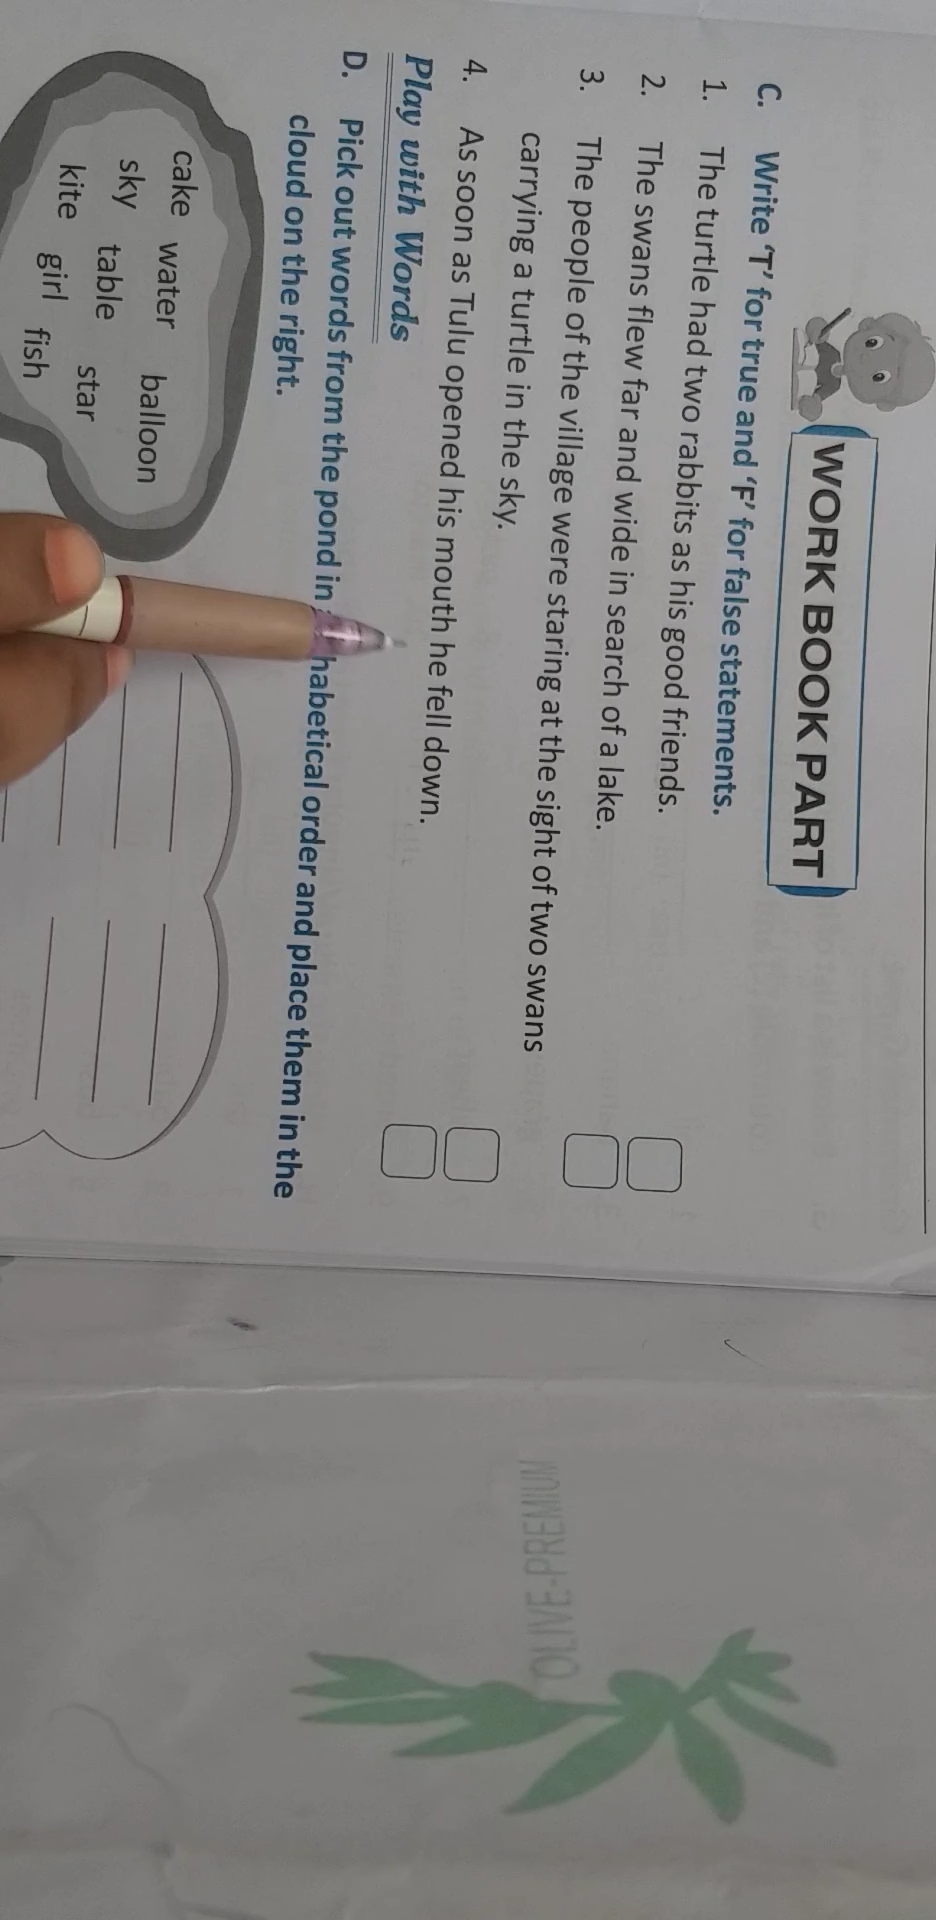 WORK BOOK PART
C. Write ‘T’ for true and ‘F’ for false statements.
1. The turtle had two rabbits as his good friends.
2. The swans flew far and wide in search of a lake.
3. The people of the village were staring at the sight of two swans
carrying a turtle in the sky.
4. As soon as Tulu opened his mouth he fell down.
Play with Words
D. Pick out words from the pond in habetical order and place them in the
cloud on the right.
cake water balloon
sky table star
kite girl fish
OLIVE-PREMIUM